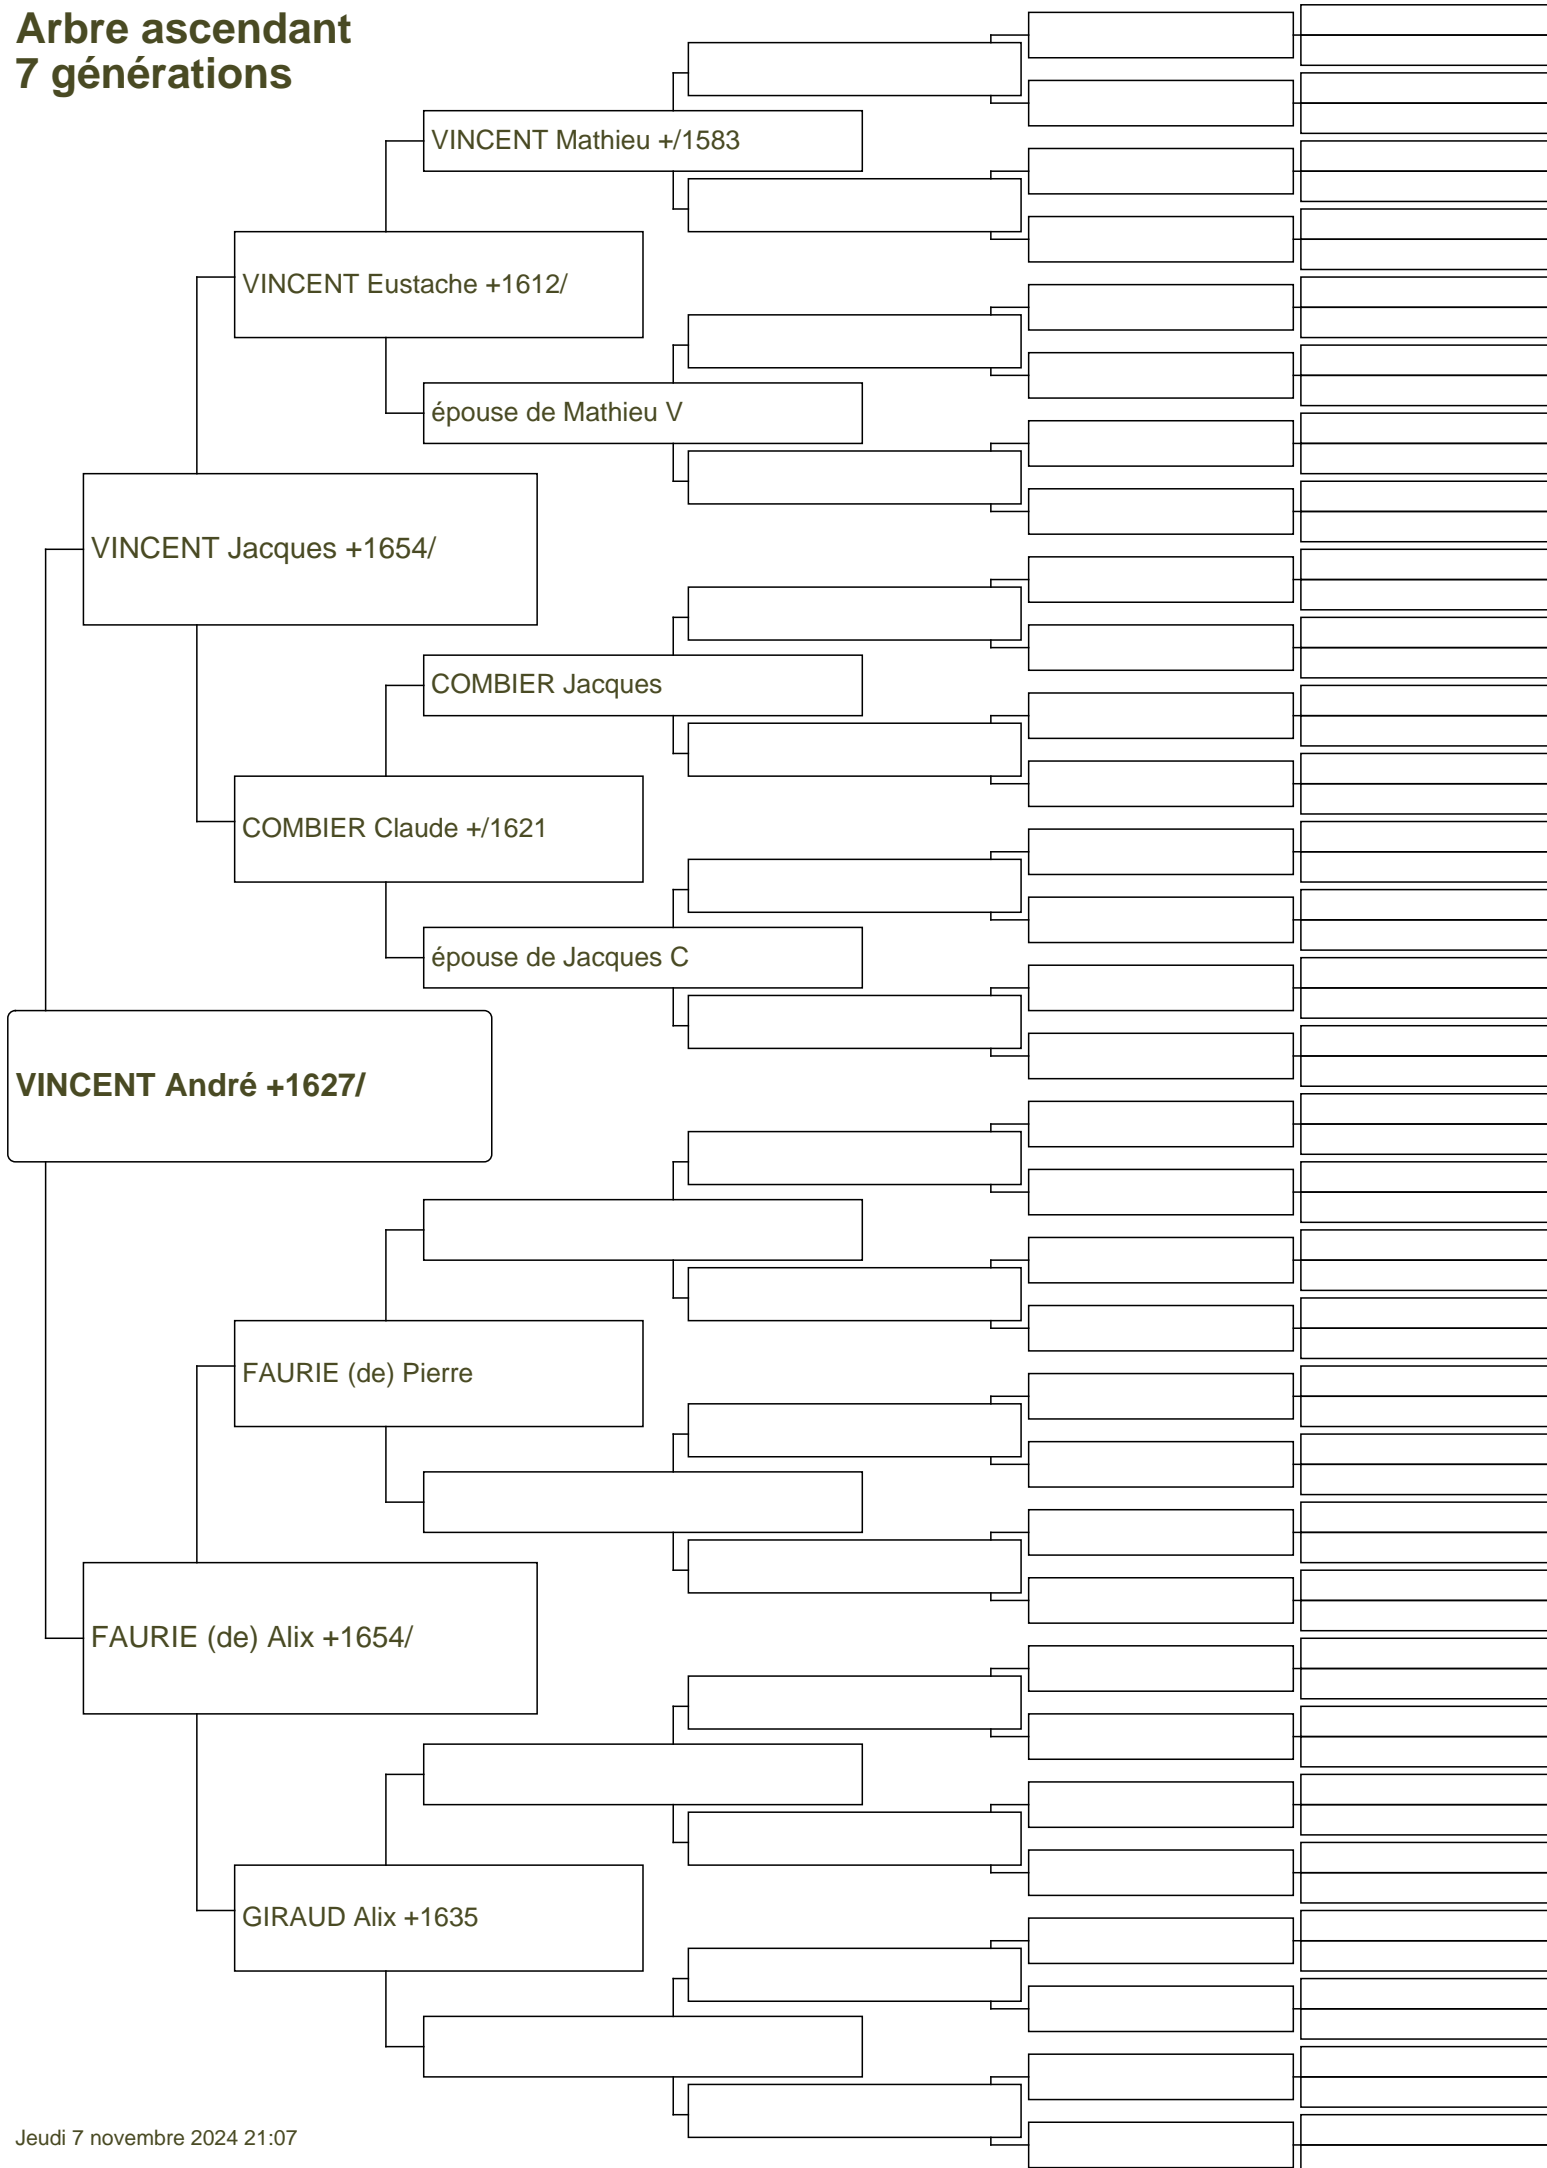 Arbre ascendant
7 générations
VINCENT Mathieu +/1583
VINCENT Eustache +1612/
épouse de Mathieu V
VINCENT Jacques +1654/
COMBIER Jacques
COMBIER Claude +/1621
épouse de Jacques C
VINCENT André +1627/
FAURIE (de) Pierre
FAURIE (de) Alix +1654/
GIRAUD Alix +1635
Jeudi 7 novembre 2024 21:07